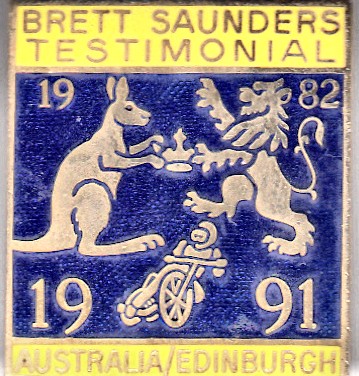 BRETT SAUNDERS
TESTIMONIAL
19 82
19 91
AUSTRALIA/EDINBURGH